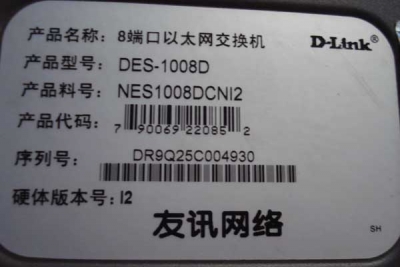 产品名称: 8端口以太网交换机
D-Link®
产品型号: DES-1008D
产品料号: NES1008DCNI2
产品代码: 7 90069 22085 2
序列号: DR9Q25C004930
硬体版本号: I2
友讯网络
SH